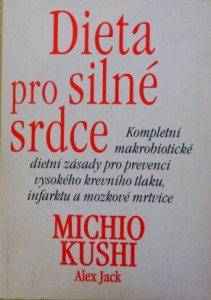 Dieta
pro silné
srdce
Kompletní
makrobiotické
dietní zásady pro prevenci
vysokého krevního tlaku,
infarktu a mozkové mrtvice
MICHIO
KUSHI
Alex Jack